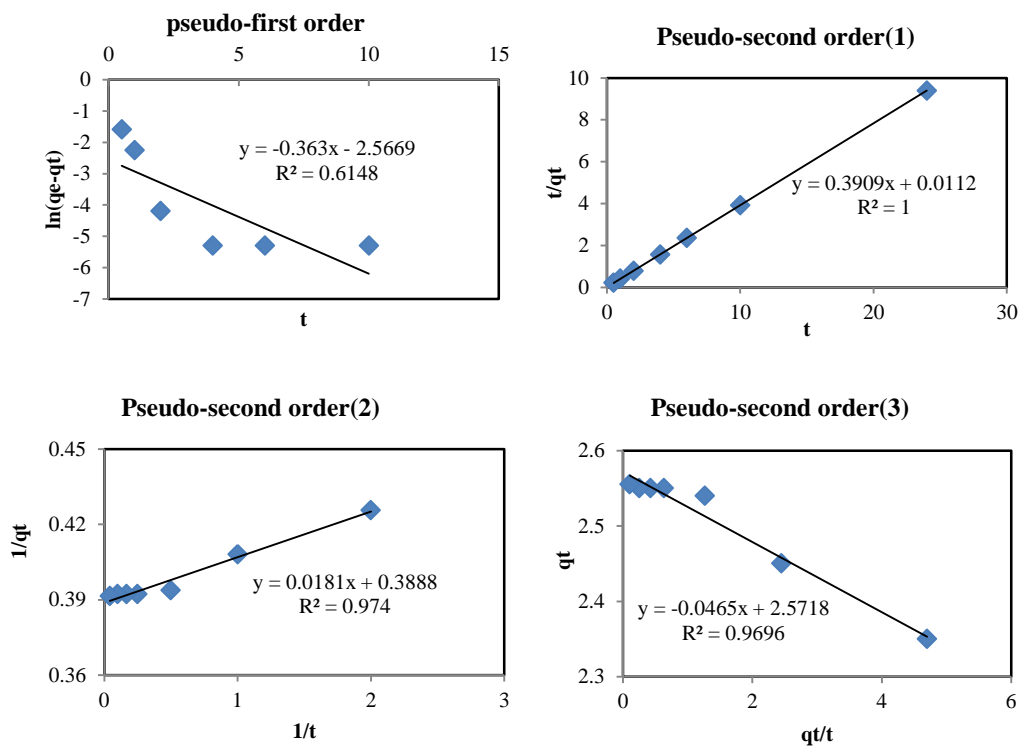 pseudo-first order
0 5 10 15
0
-1
-2
-3
-4
-5
-6
-7
ln(qe-qt)
y = -0.363x - 2.5669
R² = 0.6148
t
Pseudo-second order(1)
10
8
6
4
2
0
t/qt
y = 0.3909x + 0.0112
R² = 1
0 10 20 30
t
Pseudo-second order(2)
0.45
0.42
0.39
0.36
1/qt
y = 0.0181x + 0.3888
R² = 0.974
0 1 2 3
1/t
Pseudo-second order(3)
2.6
2.5
2.4
2.3
qt
y = -0.0465x + 2.5718
R² = 0.9696
0 2 4 6
qt/t